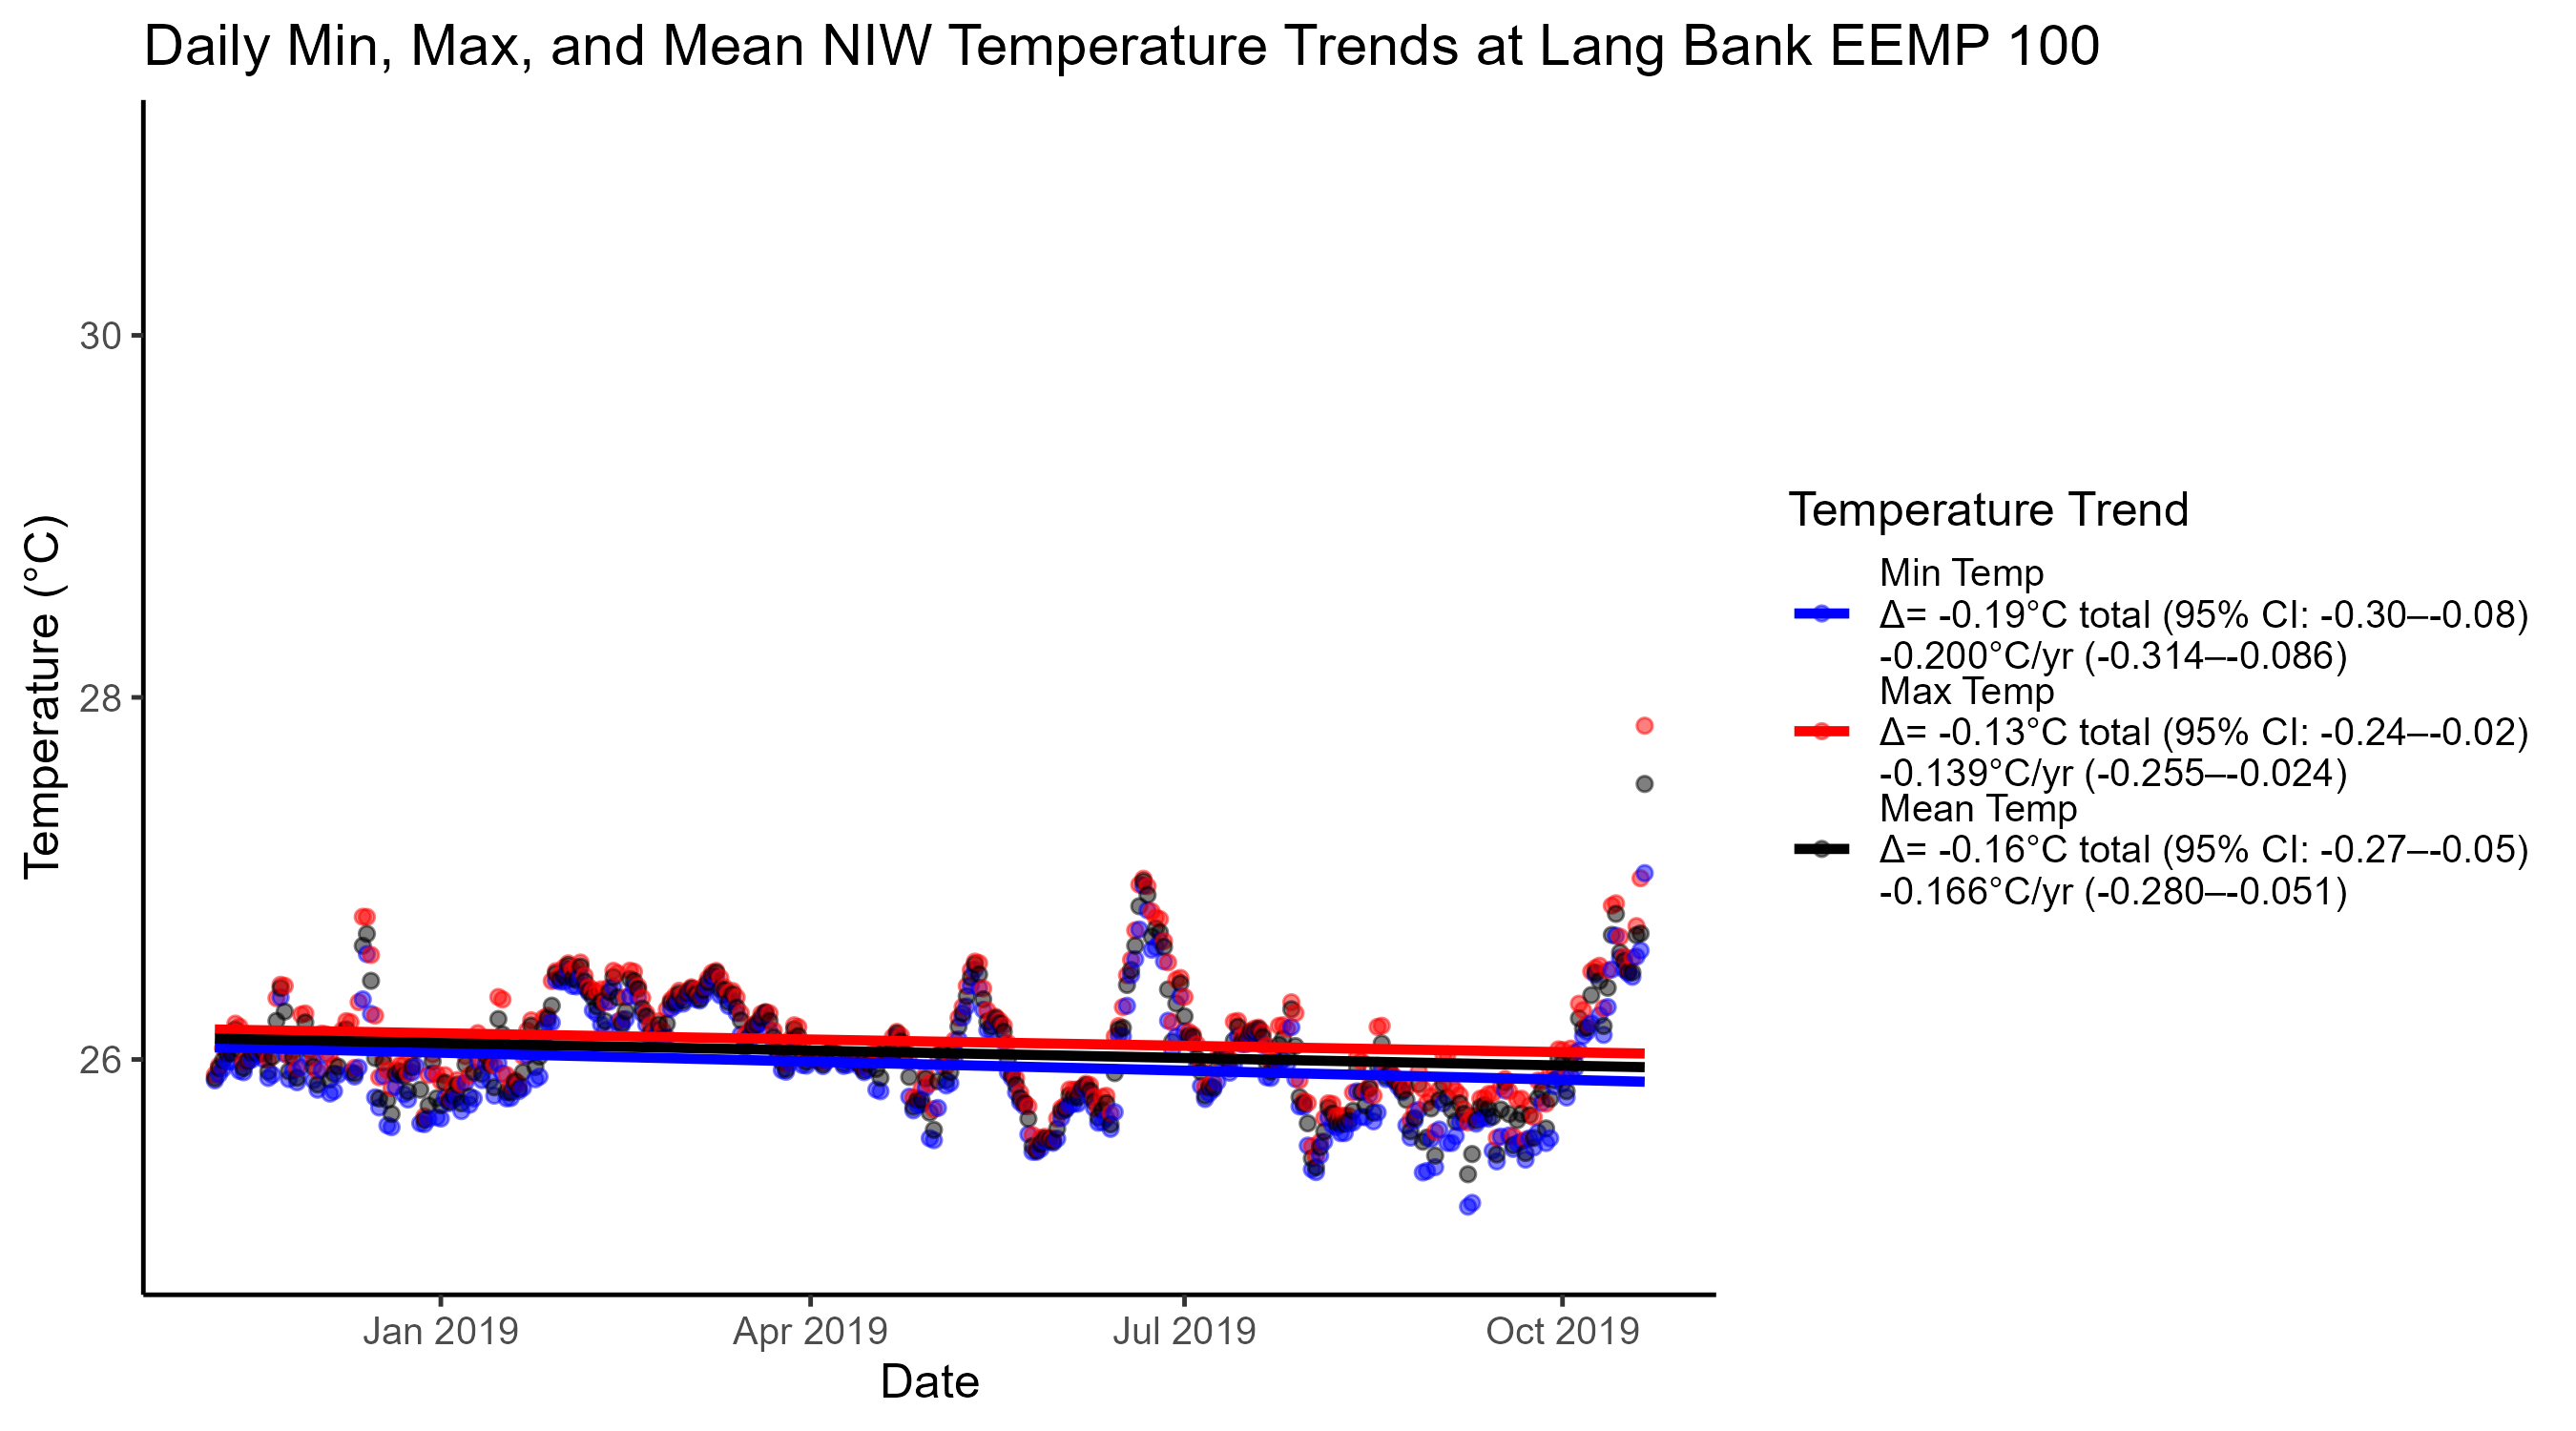 Daily Min, Max, and Mean NIW Temperature Trends at Lang Bank EEMP 100
Temperature (°C)
30
28
26
Jan 2019
Apr 2019
Jul 2019
Oct 2019
Date
Temperature Trend
Min Temp
Δ= -0.19°C total (95% CI: -0.30–-0.08)
-0.200°C/yr (-0.314–-0.086)
Max Temp
Δ= -0.13°C total (95% CI: -0.24–-0.02)
-0.139°C/yr (-0.255–-0.024)
Mean Temp
Δ= -0.16°C total (95% CI: -0.27–-0.05)
-0.166°C/yr (-0.280–-0.051)